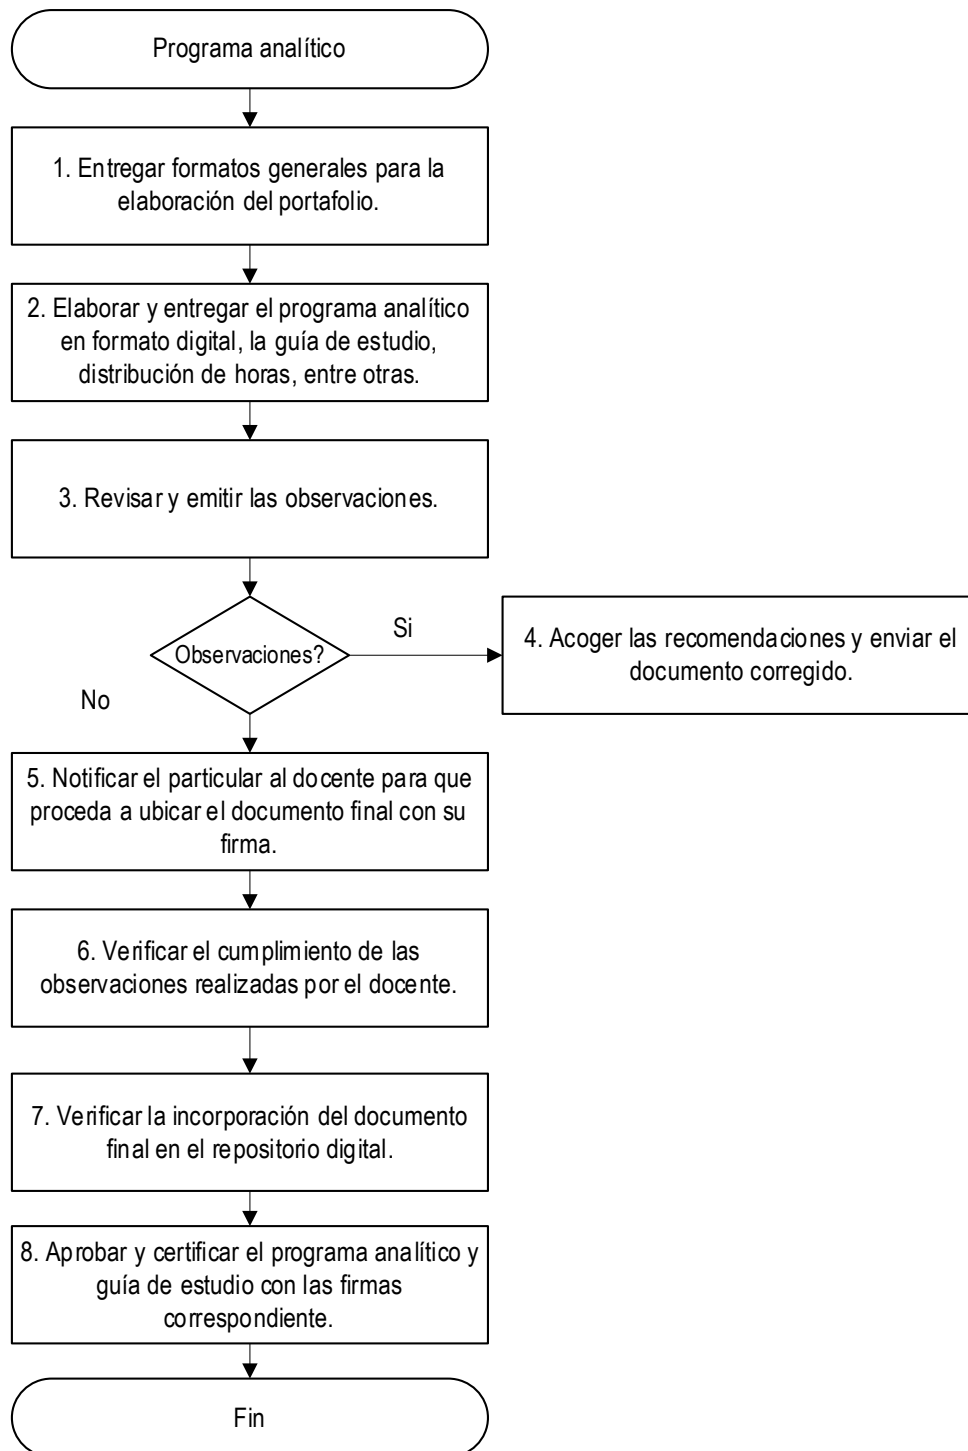 Programa analítico
1. Entregar formatos generales para la
elaboración del portafolio.
2. Elaborar y entregar el programa analítico
en formato digital, la guía de estudio,
distribución de horas, entre otras.
3. Revisar y emitir las observaciones.
Observaciones?
Si
4. Acoger las recomendaciones y enviar el
documento corregido.
No
5. Notificar el particular al docente para que
proceda a ubicar el documento final con su
firma.
6. Verificar el cumplimiento de las
observaciones realizadas por el docente.
7. Verificar la incorporación del documento
final en el repositorio digital.
8. Aprobar y certificar el programa analítico y
guía de estudio con las firmas
correspondiente.
Fin